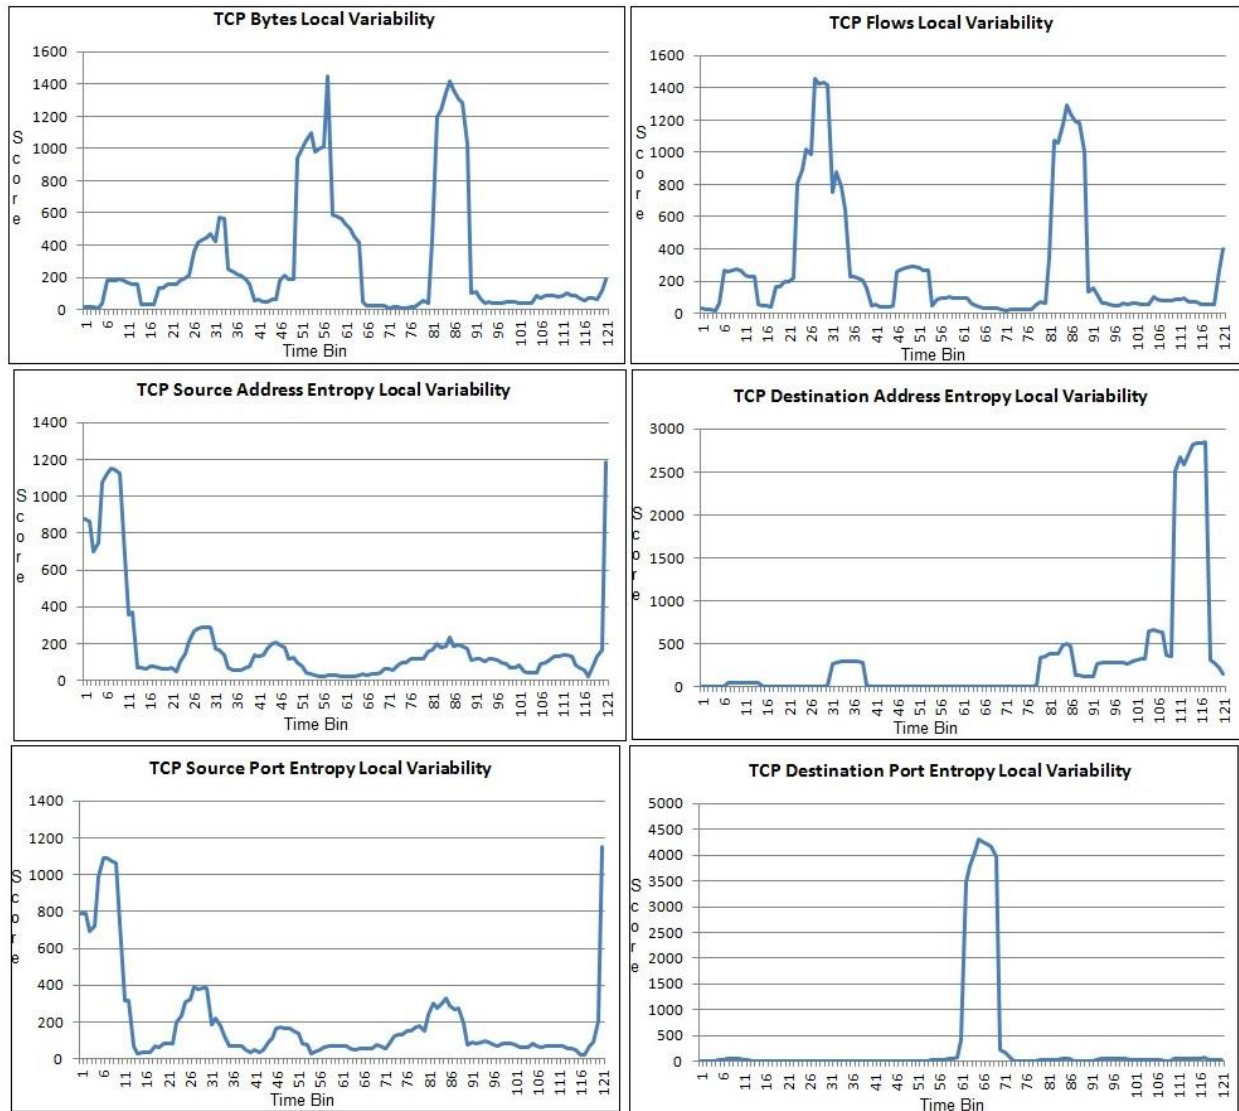 TCP Bytes Local Variability
1600
1400
1200
1000
800
600
400
200
0
Score
1 6 11 16 21 26 31 36 41 46 51 56 61 66 71 76 81 86 91 96 101 106 111 116 121
Time Bin
TCP Flows Local Variability
1600
1400
1200
1000
800
600
400
200
0
Score
1 6 11 16 21 26 31 36 41 46 51 56 61 66 71 76 81 86 91 96 101 106 111 116 121
Time Bin
TCP Source Address Entropy Local Variability
1400
1200
1000
800
600
400
200
0
Score
1 6 11 16 21 26 31 36 41 46 51 56 61 66 71 76 81 86 91 96 101 106 111 116 121
Time Bin
TCP Destination Address Entropy Local Variability
3000
2500
2000
1500
1000
500
0
Score
1 6 11 16 21 26 31 36 41 46 51 56 61 66 71 76 81 86 91 96 101 106 111 116 121
Time Bin
TCP Source Port Entropy Local Variability
1400
1200
1000
800
600
400
200
0
Score
1 6 11 16 21 26 31 36 41 46 51 56 61 66 71 76 81 86 91 96 101 106 111 116 121
Time Bin
TCP Destination Port Entropy Local Variability
5000
4500
4000
3500
3000
2500
2000
1500
1000
500
0
Score
1 6 11 16 21 26 31 36 41 46 51 56 61 66 71 76 81 86 91 96 101 106 111 116 121
Time Bin